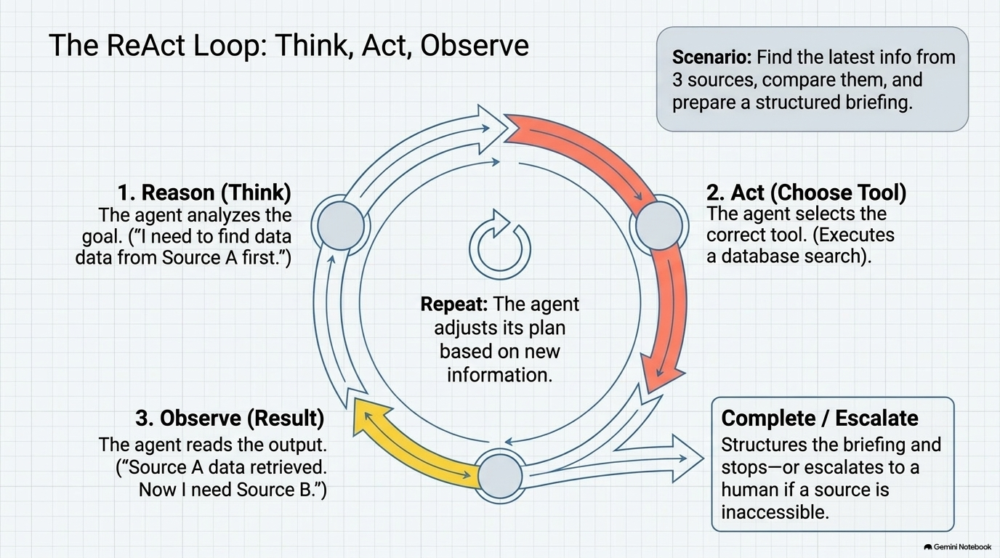 The ReAct Loop: Think, Act, Observe
Scenario: Find the latest info from
3 sources, compare them, and
prepare a structured briefing.
1. Reason (Think)
The agent analyzes the
goal. (“I need to find data
data from Source A first.”)
2. Act (Choose Tool)
The agent selects the
correct tool. (Executes
a database search).
Repeat: The agent
adjusts its plan
based on new
information.
3. Observe (Result)
The agent reads the output.
(“Source A data retrieved.
Now I need Source B.”)
Complete / Escalate
Structures the briefing and
stops—or escalates to a
human if a source is
inaccessible.
Gemini Notebook